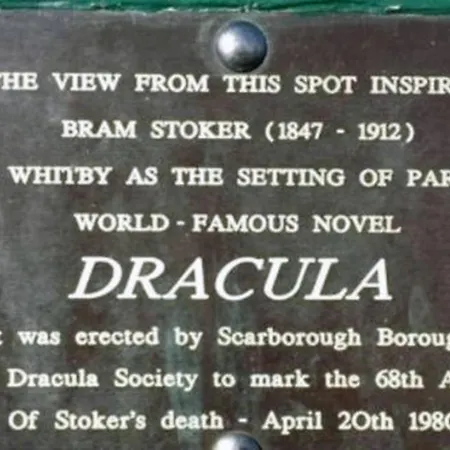 THE VIEW FROM THIS SPOT INSPIR
BRAM STOKER (1847 - 1912)
WHITBY AS THE SETTING OF PAR
WORLD - FAMOUS NOVEL
DRACULA
t was erected by Scarborough Boroug
Dracula Society to mark the 68th A
Of Stoker's death - April 20th 1980